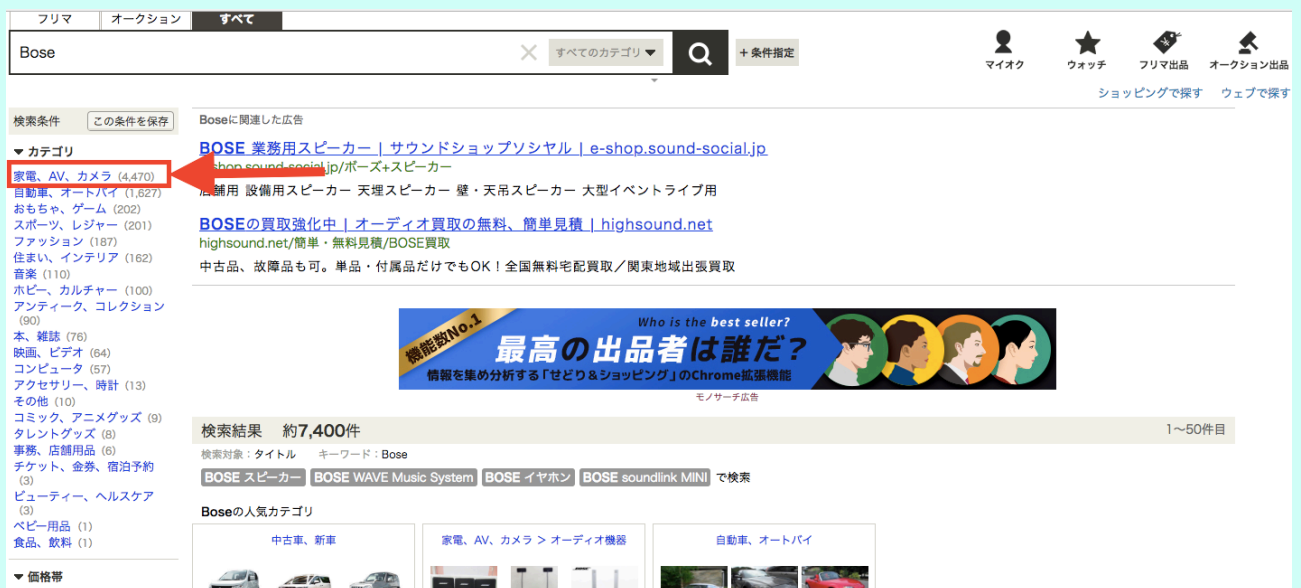 フリマ
オークション
すべて
Bose
すべてのカテゴリ
+ 条件指定
マイオク
ウォッチ
フリマ出品
オークション出品
ショッピングで探す
ウェブで探す
検索条件
この条件を保存
▼ カテゴリ
家電、AV、カメラ (4,470)
自動車、オートバイ (1,627)
おもちゃ、ゲーム (202)
スポーツ、レジャー (201)
ファッション (187)
住まい、インテリア (162)
音楽 (110)
ホビー、カルチャー (100)
アンティーク、コレクション
(90)
本、雑誌 (76)
映画、ビデオ (64)
コンピュータ (57)
アクセサリー、時計 (13)
その他 (10)
コミック、アニメグッズ (9)
タレントグッズ (8)
事務、店舗用品 (6)
チケット、金券、宿泊予約
(3)
ビューティー、ヘルスケア
(3)
ベビー用品 (1)
食品、飲料 (1)
▼ 価格帯
Boseに関連した広告
BOSE 業務用スピーカー | サウンドショップソシヤル | e-shop.sound-social.jp
shop.sound-social.jp/ボーズ+スピーカー
店舗用 設備用スピーカー 天埋スピーカー 壁・天吊スピーカー 大型イベントライブ用
BOSEの買取強化中 | オーディオ買取の無料、簡単見積 | highsound.net
highsound.net/簡単・無料見積/BOSE買取
中古品、故障品も可。単品・付属品だけでもOK！全国無料宅配買取／関東地域出張買取
機能数No.1
Who is the best seller?
最高の出品者は誰だ？
情報を集め分析する「せどり＆ショッピング」のChrome拡張機能
モノサーチ広告
検索結果 約7,400件
1〜50件目
検索対象：タイトル キーワード：Bose
BOSE スピーカー
BOSE WAVE Music System
BOSE イヤホン
BOSE soundlink MINI
で検索
Boseの人気カテゴリ
中古車、新車
家電、AV、カメラ > オーディオ機器
自動車、オートバイ